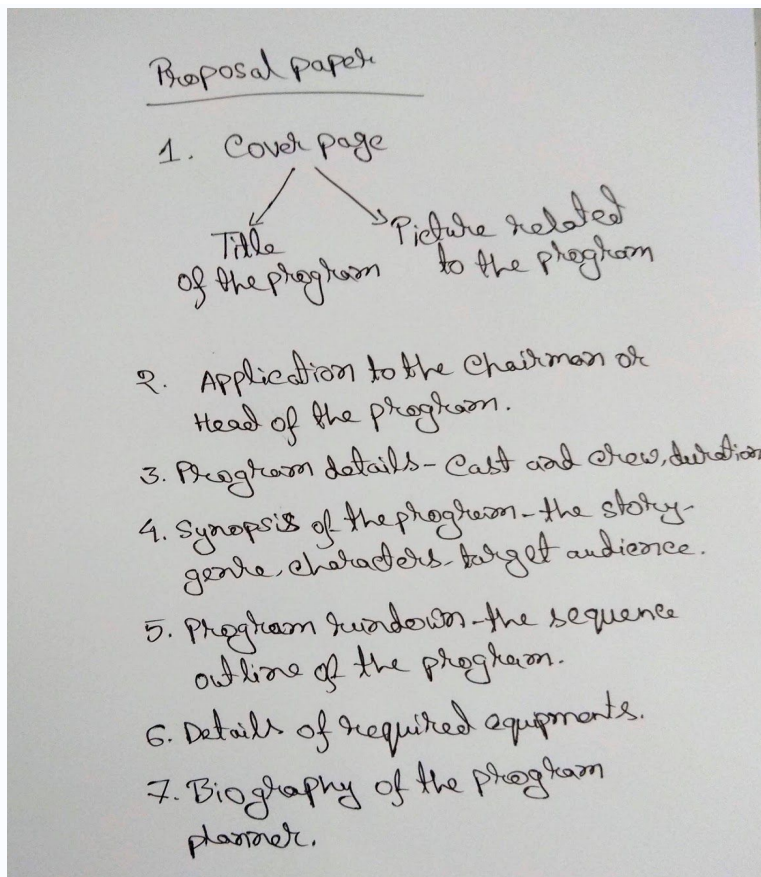 Proposal paper
1. Cover page
Title
of the program
Picture related
to the program
2. Application to the Chairman or
Head of the program.
3. Program details - Cast and crew, duration
4. Synopsis of the program - the story -
genre, characters - target audience.
5. Program rundown - the sequence
outline of the program.
6. Details of required equpments.
7. Biography of the program
planner.